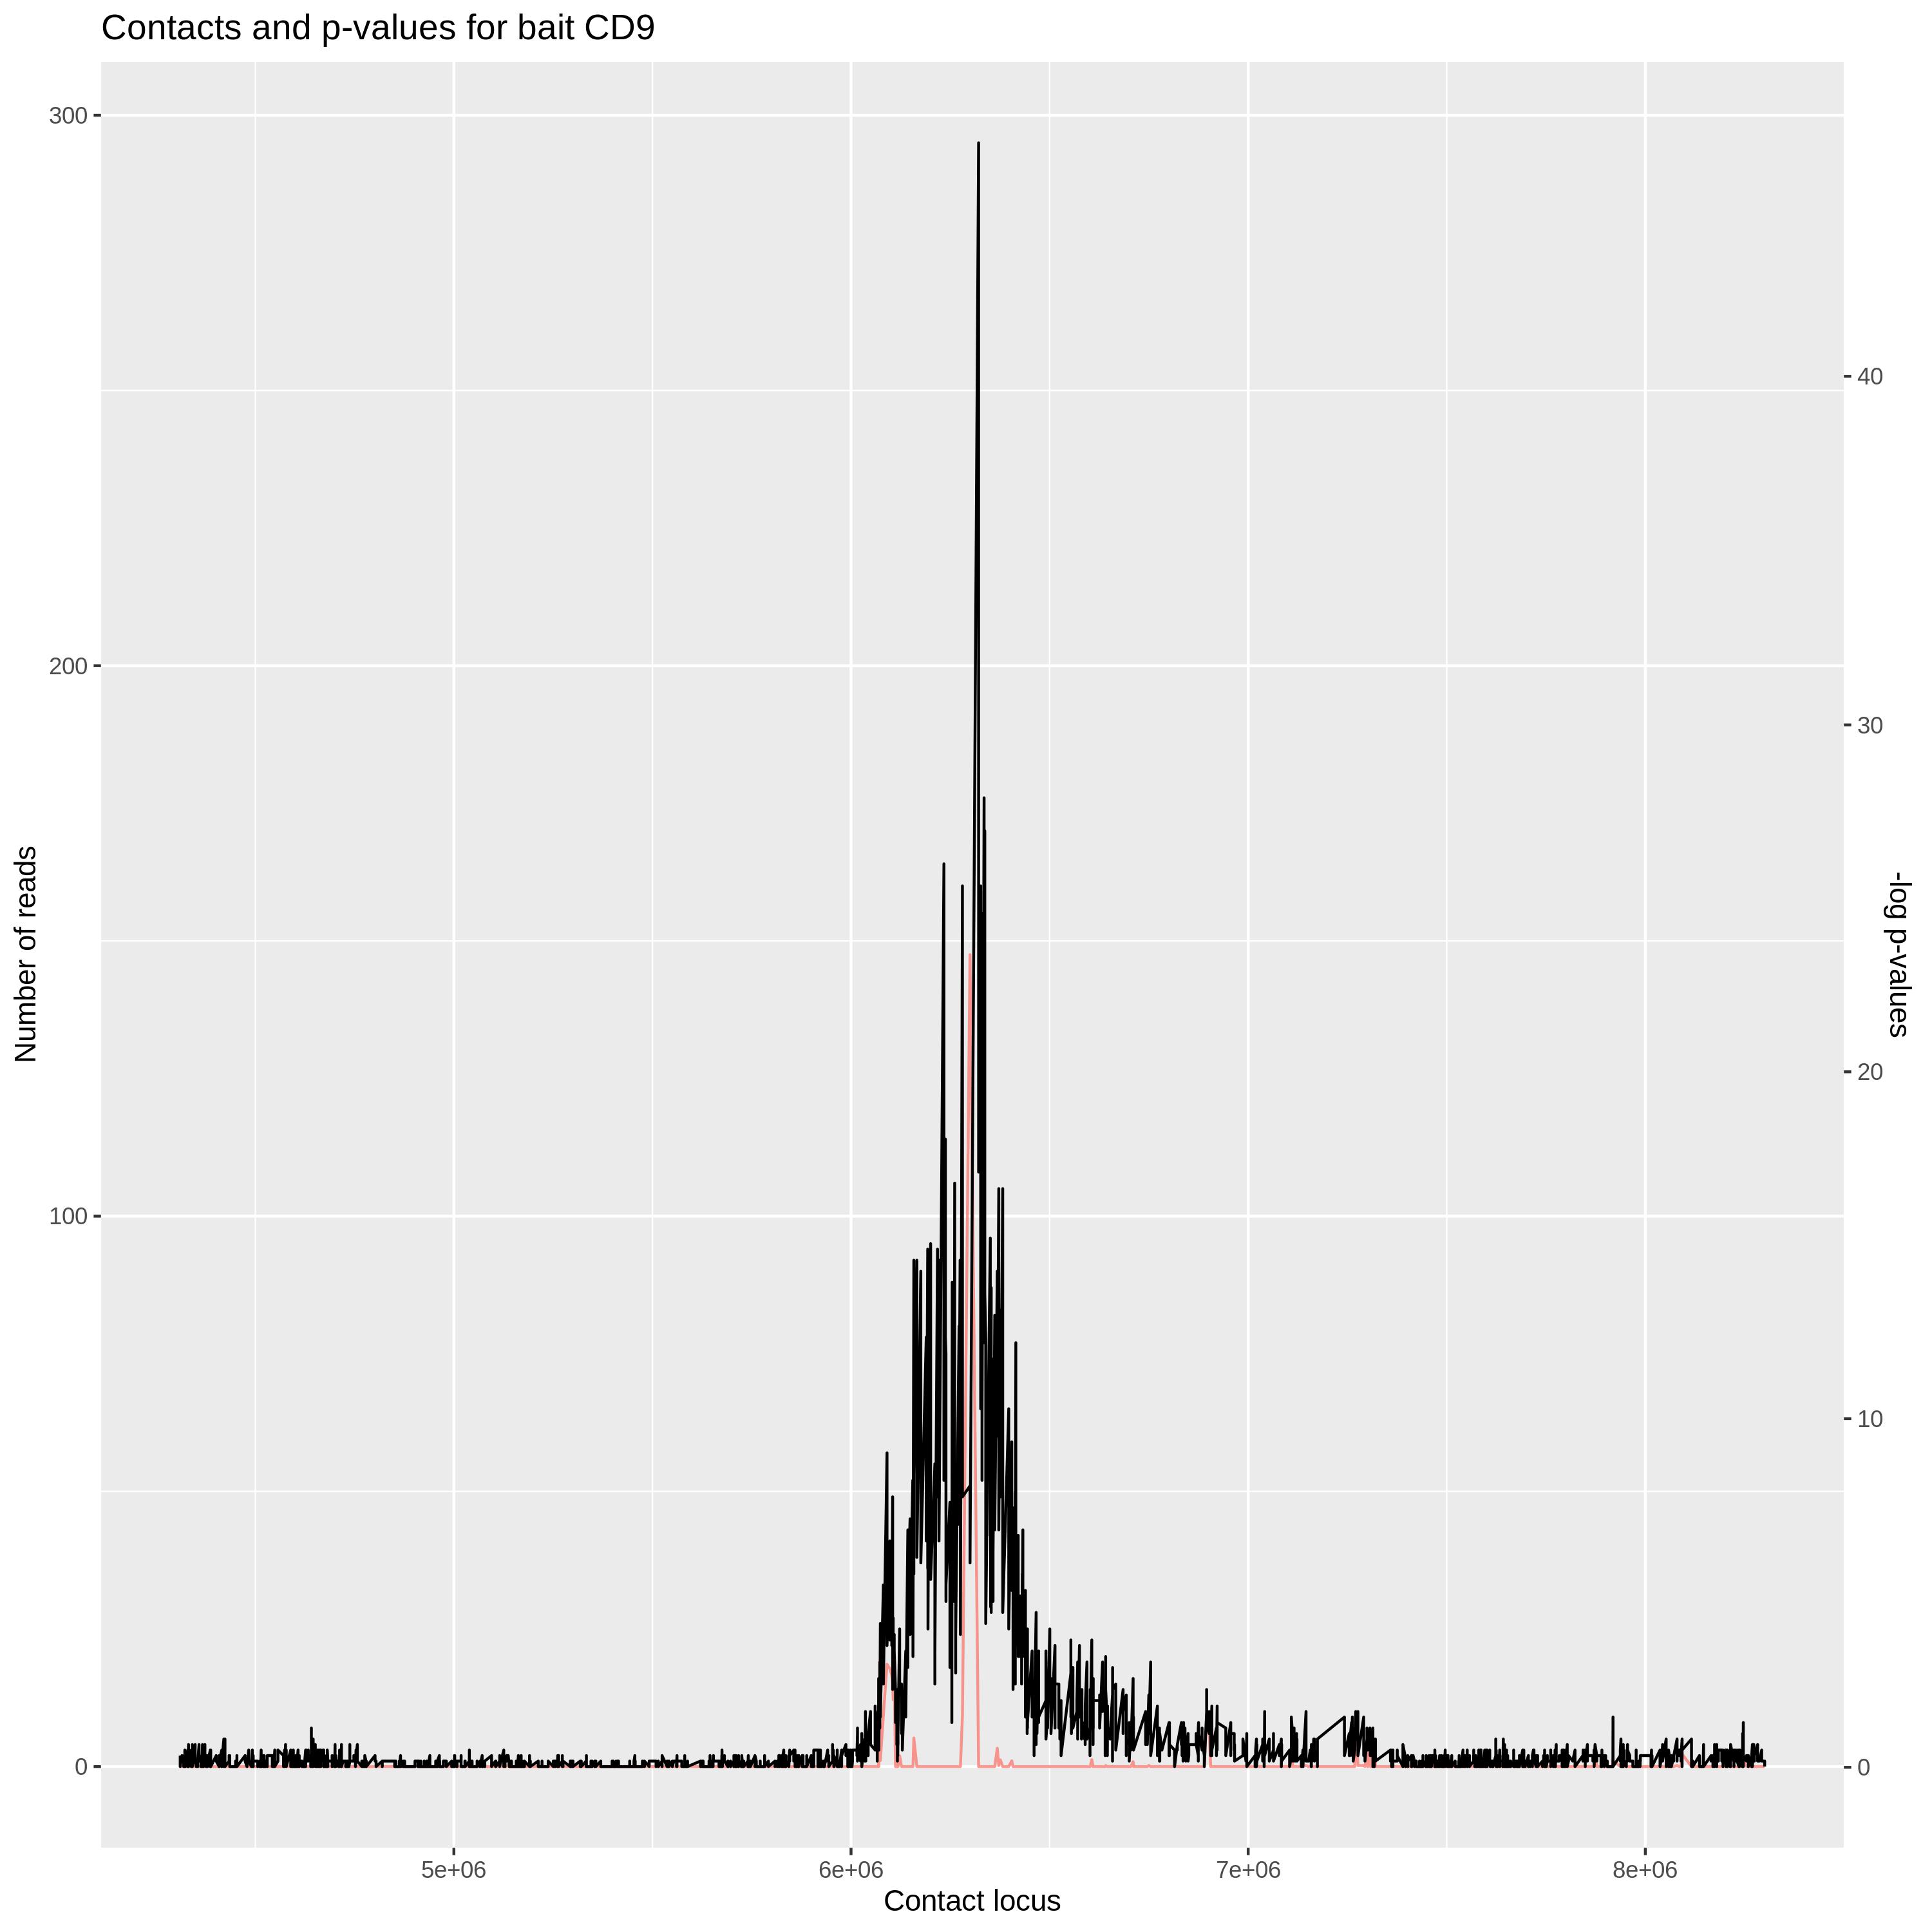 Contacts and p-values for bait CD9
300
200
100
0
40
30
20
10
0
Number of reads
-log p-values
5e+06 6e+06 7e+06 8e+06
Contact locus